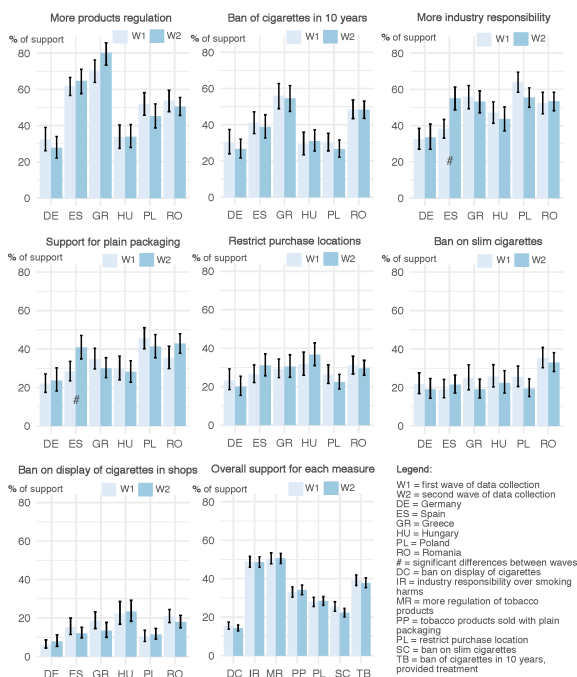 More products regulation
% of support
W1
W2
80
60
40
20
0
DE ES GR HU PL RO
Ban of cigarettes in 10 years
% of support
W1
W2
80
60
40
20
0
DE ES GR HU PL RO
More industry responsibility
% of support
W1
W2
80
60
40
20
0
#
DE ES GR HU PL RO
Support for plain packaging
% of support
W1
W2
80
60
40
20
0
#
DE ES GR HU PL RO
Restrict purchase locations
% of support
W1
W2
80
60
40
20
0
DE ES GR HU PL RO
Ban on slim cigarettes
% of support
W1
W2
80
60
40
20
0
DE ES GR HU PL RO
Ban on display of cigarettes in shops
% of support
W1
W2
80
60
40
20
0
DE ES GR HU PL RO
Overall support for each measure
% of support
W1
W2
80
60
40
20
0
DC IR MR PP PL SC TB
Legend:
W1 = first wave of data collection
W2 = second wave of data collection
DE = Germany
ES = Spain
GR = Greece
HU = Hungary
PL = Poland
RO = Romania
# = significant differences between waves
DC = ban on display of cigarettes
IR = industry responsibility over smoking
harms
MR = more regulation of tobacco
products
PP = tobacco products sold with plain
packaging
PL = restrict purchase location
SC = ban on slim cigarettes
TB = ban of cigarettes in 10 years,
provided treatment